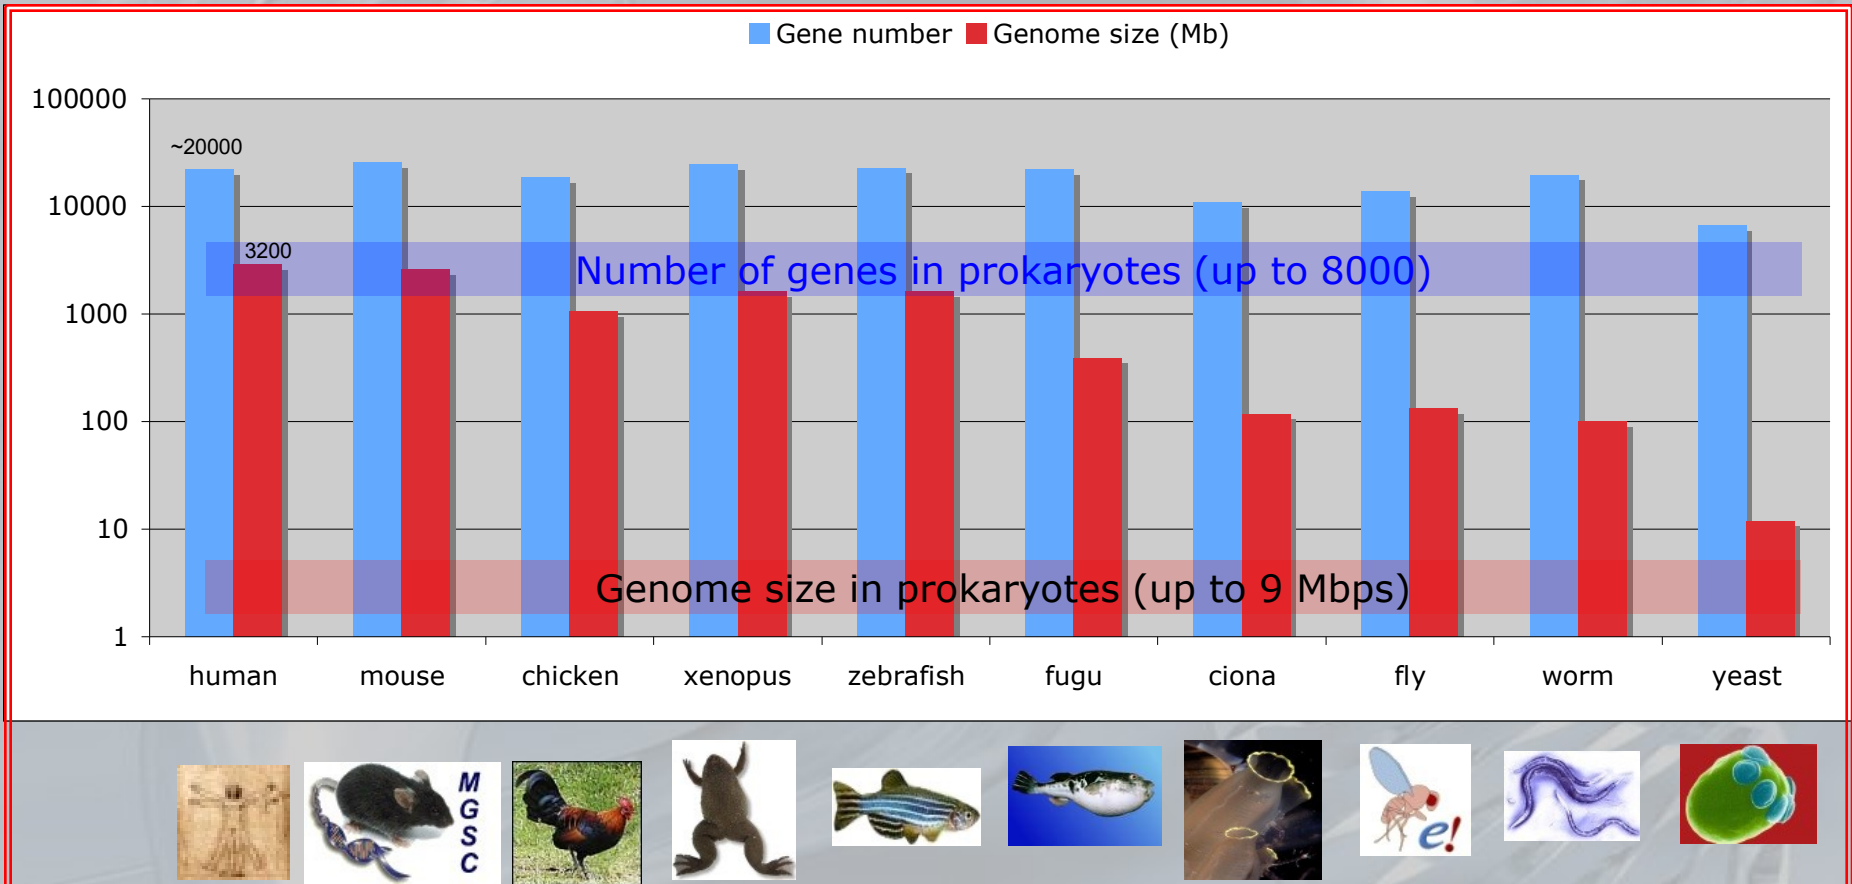 Gene number Genome size (Mb)
100000
10000
1000
100
10
1
~20000
3200
Number of genes in prokaryotes (up to 8000)
Genome size in prokaryotes (up to 9 Mbps)
human mouse chicken xenopus zebrafish fugu ciona fly worm yeast
M
G
S
C
e!